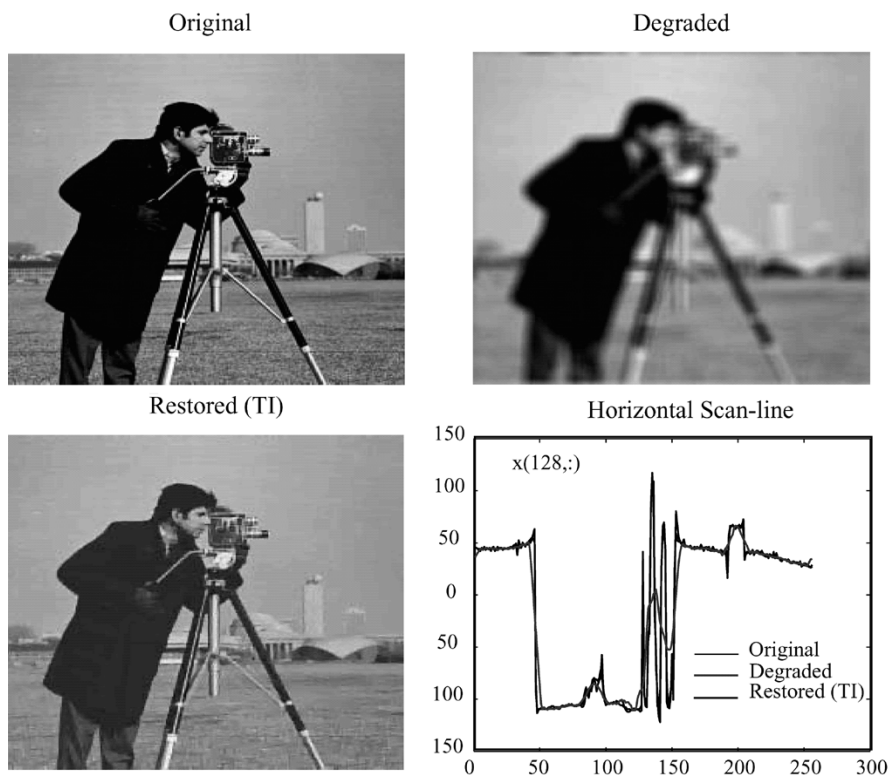 Original
Degraded
Restored (TI)
Horizontal Scan-line
150
x(128,:)
100
50
0
50
100
150
Original
Degraded
Restored (TI)
0
50
100
150
200
250
300